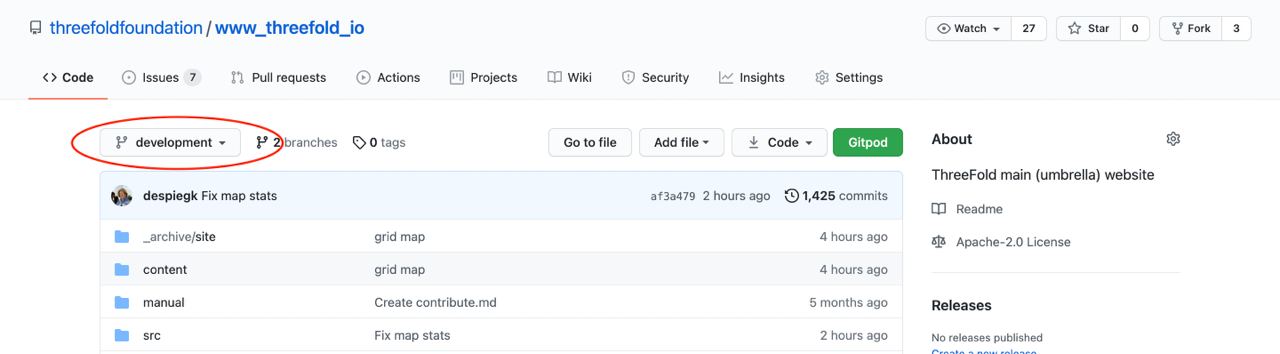 threefoldfoundation / www_threefold_io
Watch 27 Star 0 Fork 3
Code Issues 7 Pull requests Actions Projects Wiki Security Insights Settings
development 2 branches 0 tags Go to file Add file Code Gitpod
About
ThreeFold main (umbrella) website
despiegk Fix map stats af3a479 2 hours ago 1,425 commits
Readme
_archive/site grid map 4 hours ago
Apache-2.0 License
content grid map 4 hours ago
manual Create contribute.md 5 months ago
Releases
src Fix map stats 2 hours ago
No releases published
Create a new release